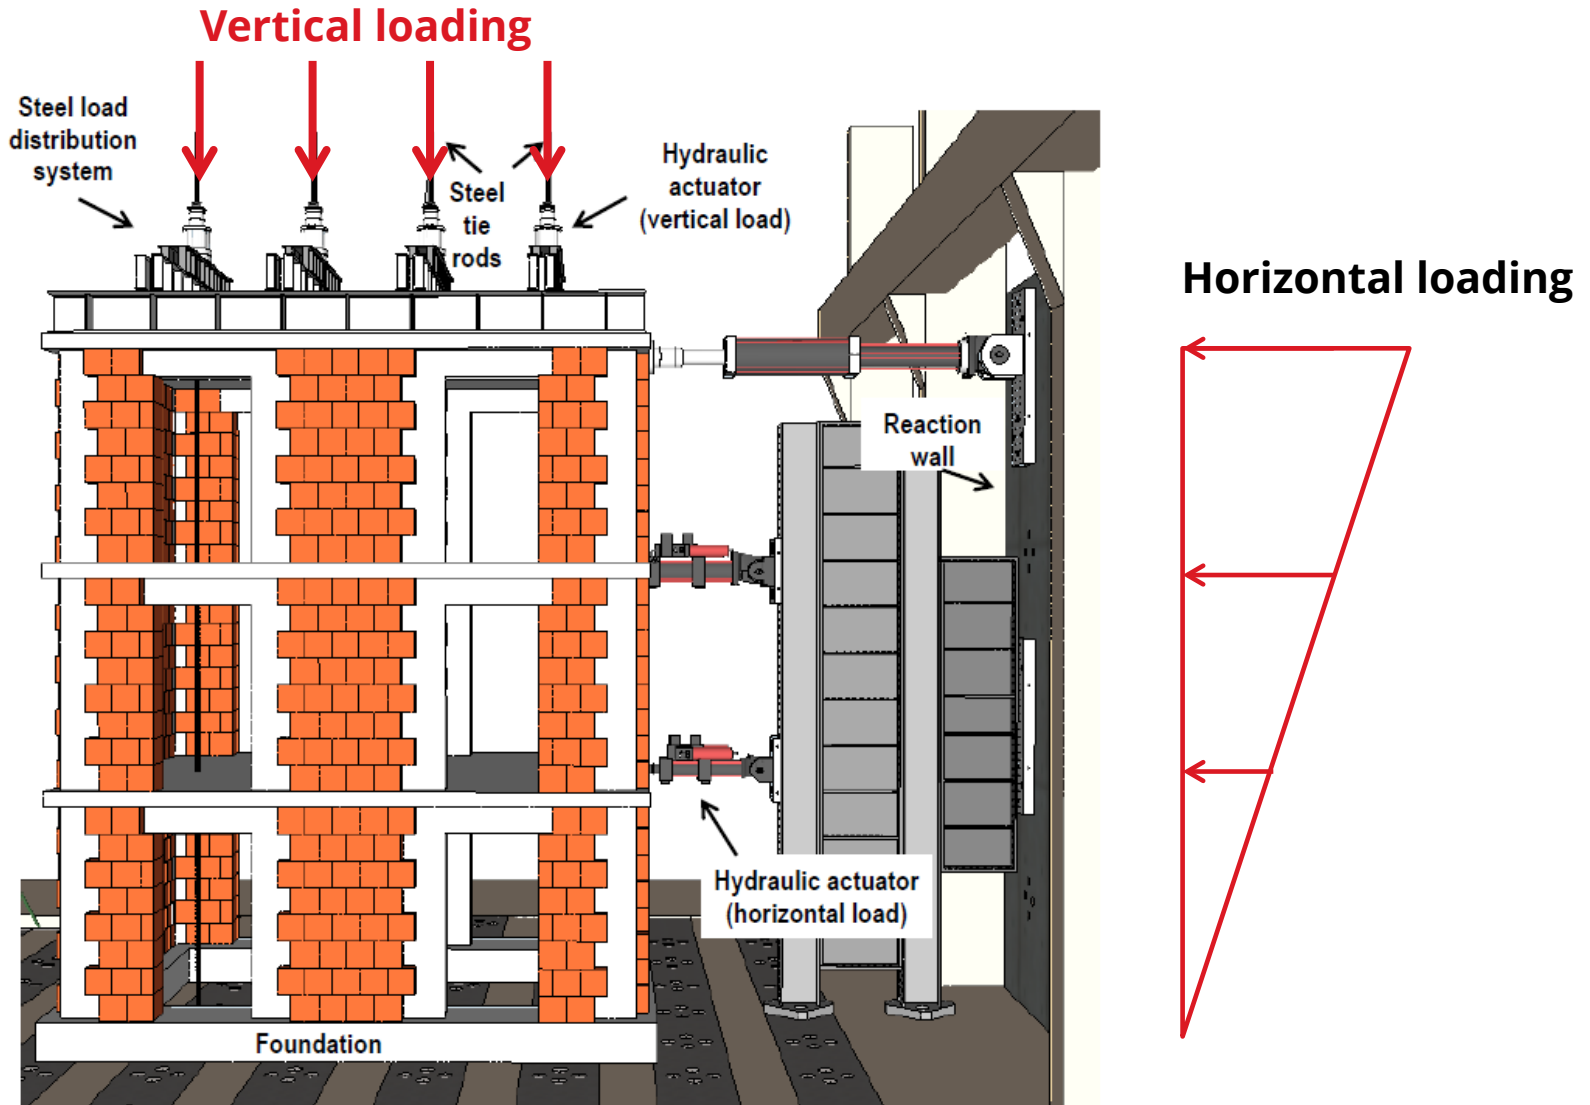 Vertical loading
Steel load
distribution
system
Steel
tie
rods
Hydraulic
actuator
(vertical load)
Horizontal loading
Reaction
wall
Hydraulic actuator
(horizontal load)
Foundation